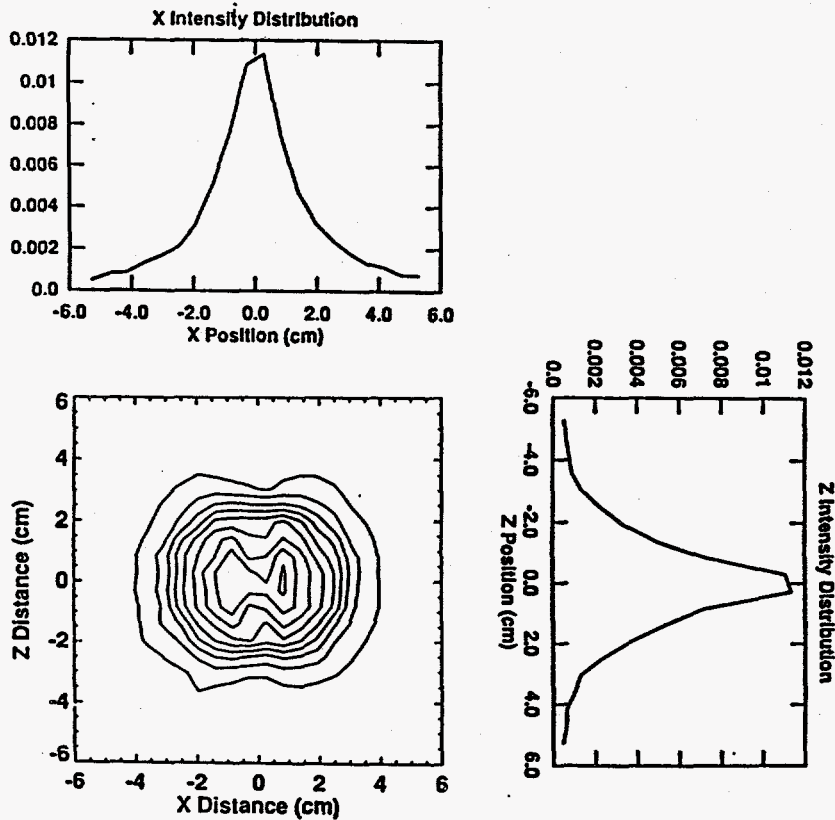 X Intensity Distribution
0.012
0.01
0.008
0.006
0.004
0.002
0.0
-6.0 -4.0 -2.0 0.0 2.0 4.0 6.0
X Position (cm)
6
4
2
0
-2
-4
-6
Z Distance (cm)
-6 -4 -2 0 2 4 6
X Distance (cm)
Z Intensity Distribution
0.012
0.01
0.008
0.006
0.004
0.002
0.0
-6.0 -4.0 -2.0 0.0 2.0 4.0 6.0
Z Position (cm)